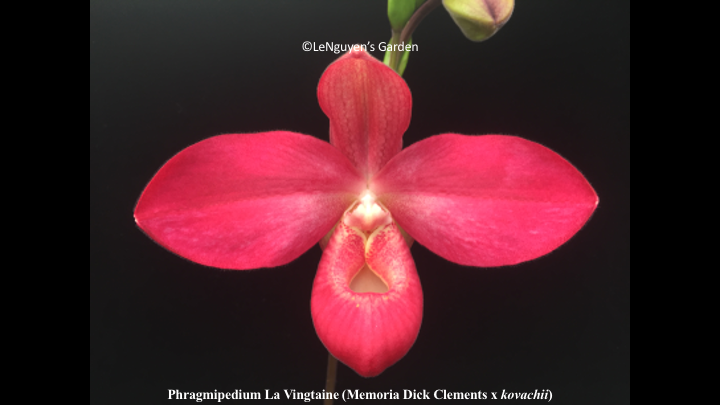 ©LeNguyen’s Garden
Phragmipedium La Vingtaine (Memoria Dick Clements x kovachii)